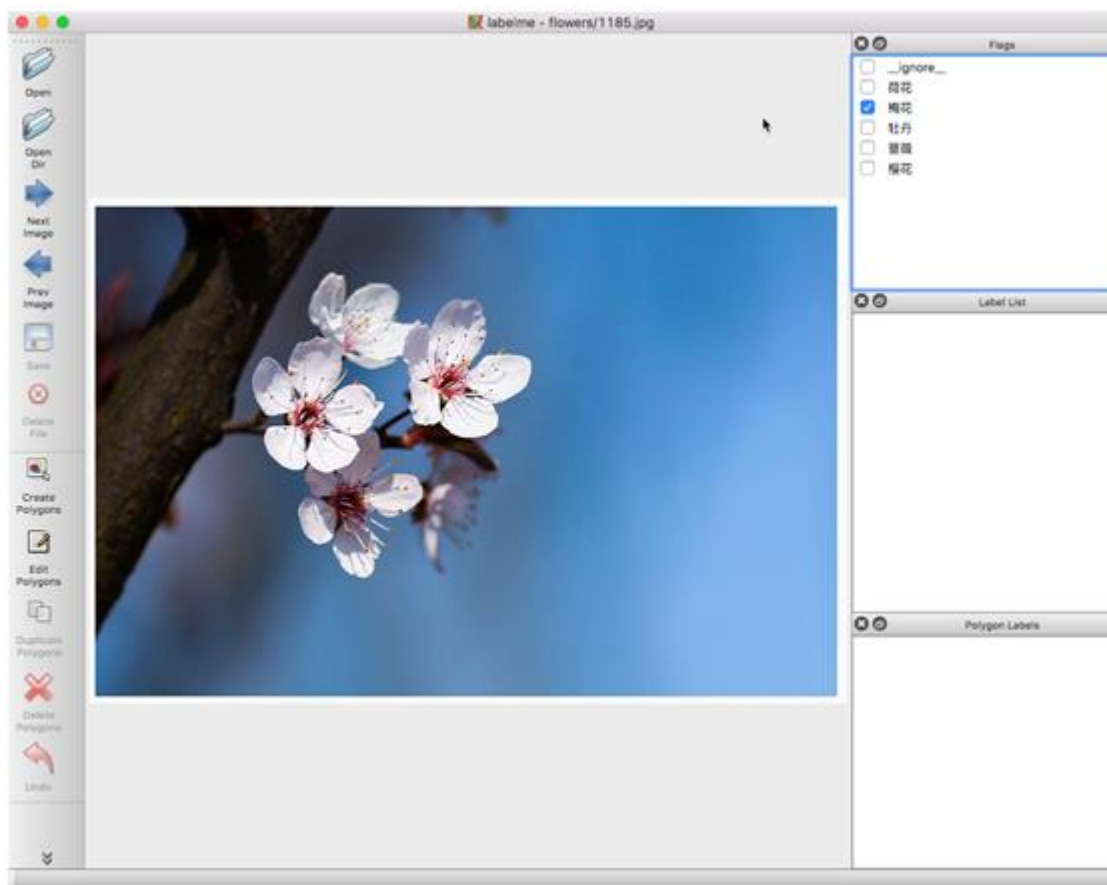 labelme - flowers/1185.jpg
Open
Open
Dir
Next
Image
Prev
Image
Save
Delete
File
Create
Polygons
Edit
Polygons
Duplicate
Polygons
Delete
Polygons
Undo
Flags
__ignore__
荷花
梅花
牡丹
蔷薇
樱花
Label List
Polygon Labels